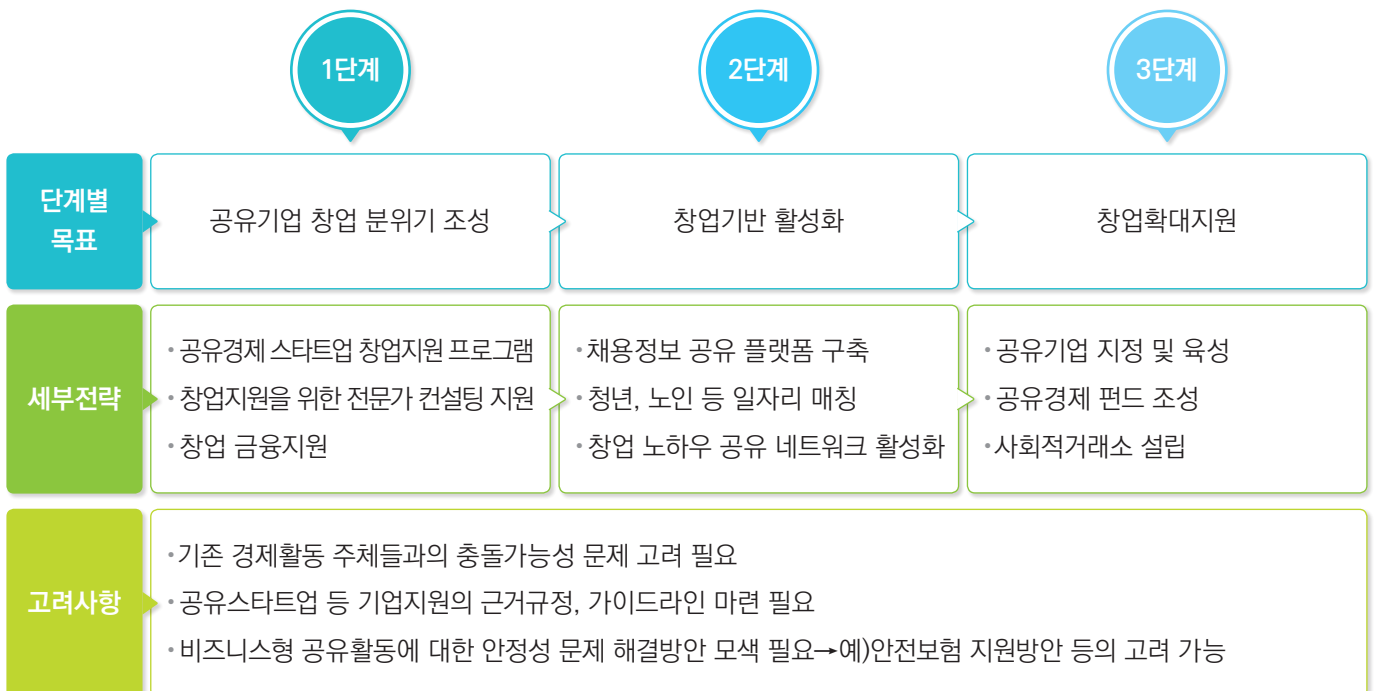 1단계
2단계
3단계
단계별
목표
공유기업 창업 분위기 조성
창업기반 활성화
창업확대지원
세부전략
·공유경제 스타트업 창업지원 프로그램
·창업지원을 위한 전문가 컨설팅 지원
·창업 금융지원
·채용정보 공유 플랫폼 구축
·청년, 노인 등 일자리 매칭
·창업 노하우 공유 네트워크 활성화
·공유기업 지정 및 육성
·공유경제 펀드 조성
·사회적거래소 설립
고려사항
·기존 경제활동 주체들과의 충돌가능성 문제 고려 필요
·공유스타트업 등 기업지원의 근거규정, 가이드라인 마련 필요
·비즈니스형 공유활동에 대한 안정성 문제 해결방안 모색 필요→예)안전보험 지원방안 등의 고려 가능